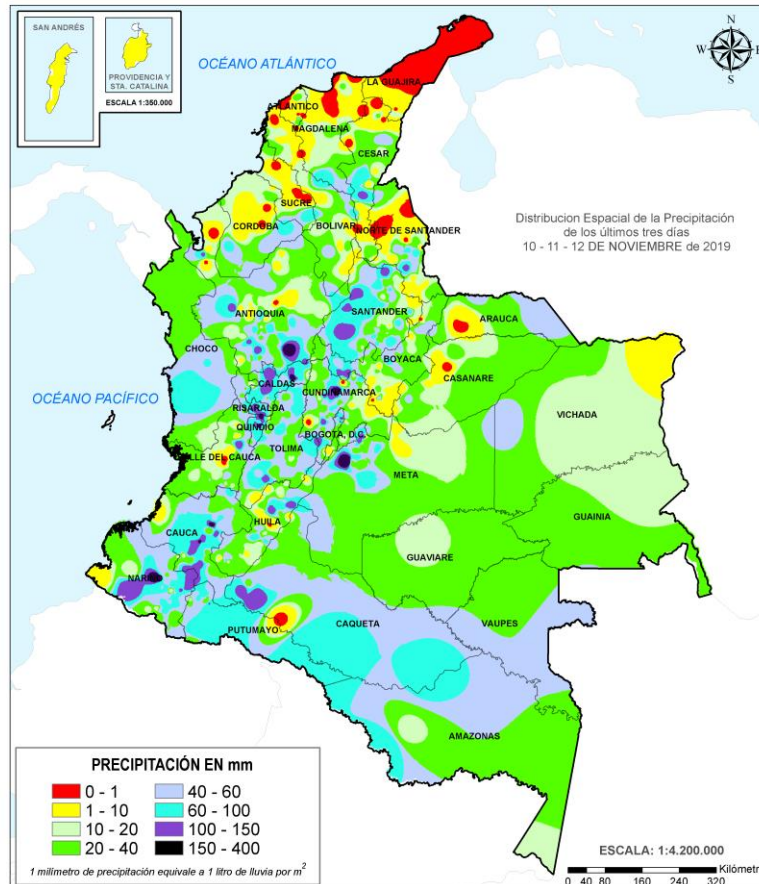 SAN ANDRÉS
PROVIDENCIA Y
STA. CATALINA
ESCALA 1:350.000
OCÉANO ATLÁNTICO
N
W
E
S
LA GUAJIRA
ATLANTICO
MAGDALENA
CESAR
SUCRE
CORDOBA
BOLIVAR
NORTE DE SANTANDER
Distribucion Espacial de la Precipitación
de los últimos tres días
10 - 11 - 12 DE NOVIEMBRE de 2019
ANTIOQUIA
SANTANDER
ARAUCA
CHOCO
BOYACA
CASANARE
OCÉANO PACÍFICO
CALDAS
CUNDINAMARCA
RISARALDA
VICHADA
QUINDIO
BOGOTA, D.C.
TOLIMA
VALLE DEL CAUCA
META
GUAINIA
HUILA
CAUCA
GUAVIARE
NARIÑO
PUTUMAYO
CAQUETA
VAUPES
AMAZONAS
PRECIPITACIÓN EN mm
0 - 1
40 - 60
1 - 10
60 - 100
10 - 20
100 - 150
20 - 40
150 - 400
1 milímetro de precipitación equivale a 1 litro de lluvia por m²
ESCALA: 1:4.200.000
Kilómet
0 40 80 160 240 320